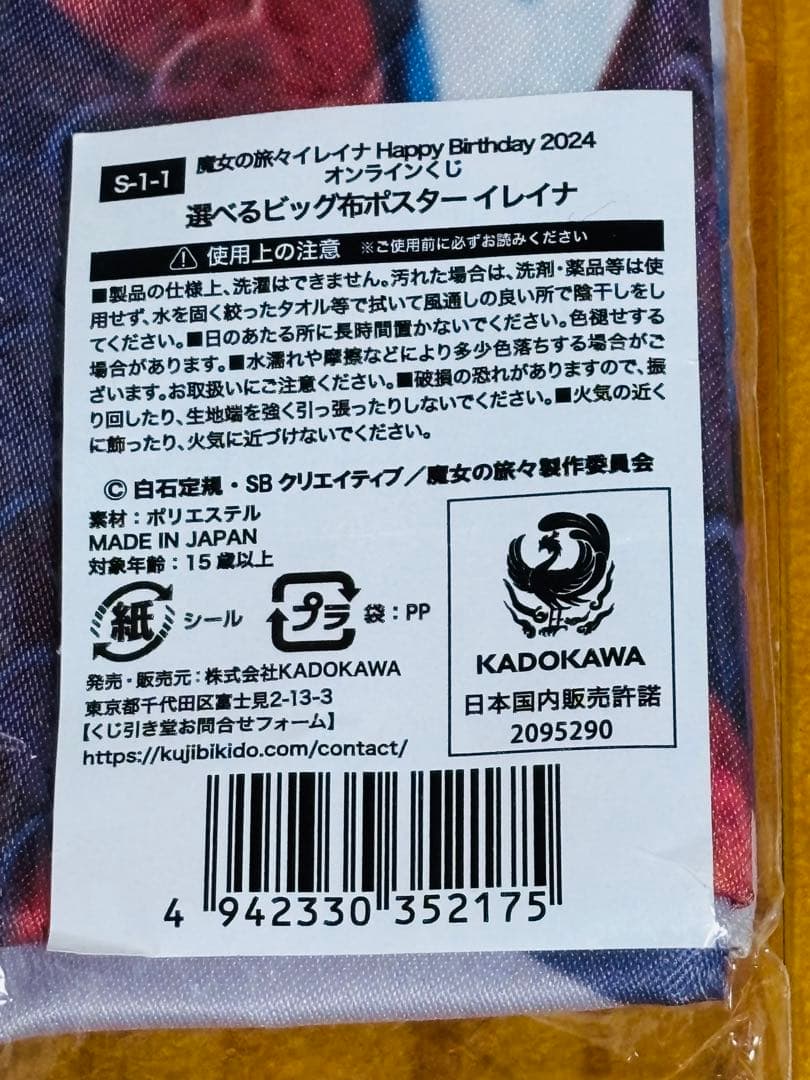 S-1-1
魔女の旅々イレイナ Happy Birthday 2024
オンラインくじ
選べるビッグ布ポスター イレイナ
使用上の注意 ※ご使用前に必ずお読みください
■製品の仕様上、洗濯はできません。汚れた場合は、洗剤・薬品等は使
用せず、水を固く絞ったタオル等で拭いて風通しの良い所で陰干しをし
てください。■日のあたる所に長時間置かないでください。色褪せする
場合があります。■水濡れや摩擦などにより多少色落ちする場合がご
ざいます。お取扱いにご注意ください。■破損の恐れがありますので、振
り回したり、生地端を強く引っ張ったりしないでください。■火気の近く
に飾ったり、火気に近づけないでください。
© 白石定規・SB クリエイティブ／魔女の旅々製作委員会
素材：ポリエステル
MADE IN JAPAN
対象年齢：15歳以上
紙 シール プラ 袋：PP
発売・販売元：株式会社KADOKAWA
東京都千代田区富士見2-13-3
【くじ引き堂お問合せフォーム】
https://kujibikido.com/contact/
KADOKAWA
日本国内販売許諾
2095290
4 942330 352175